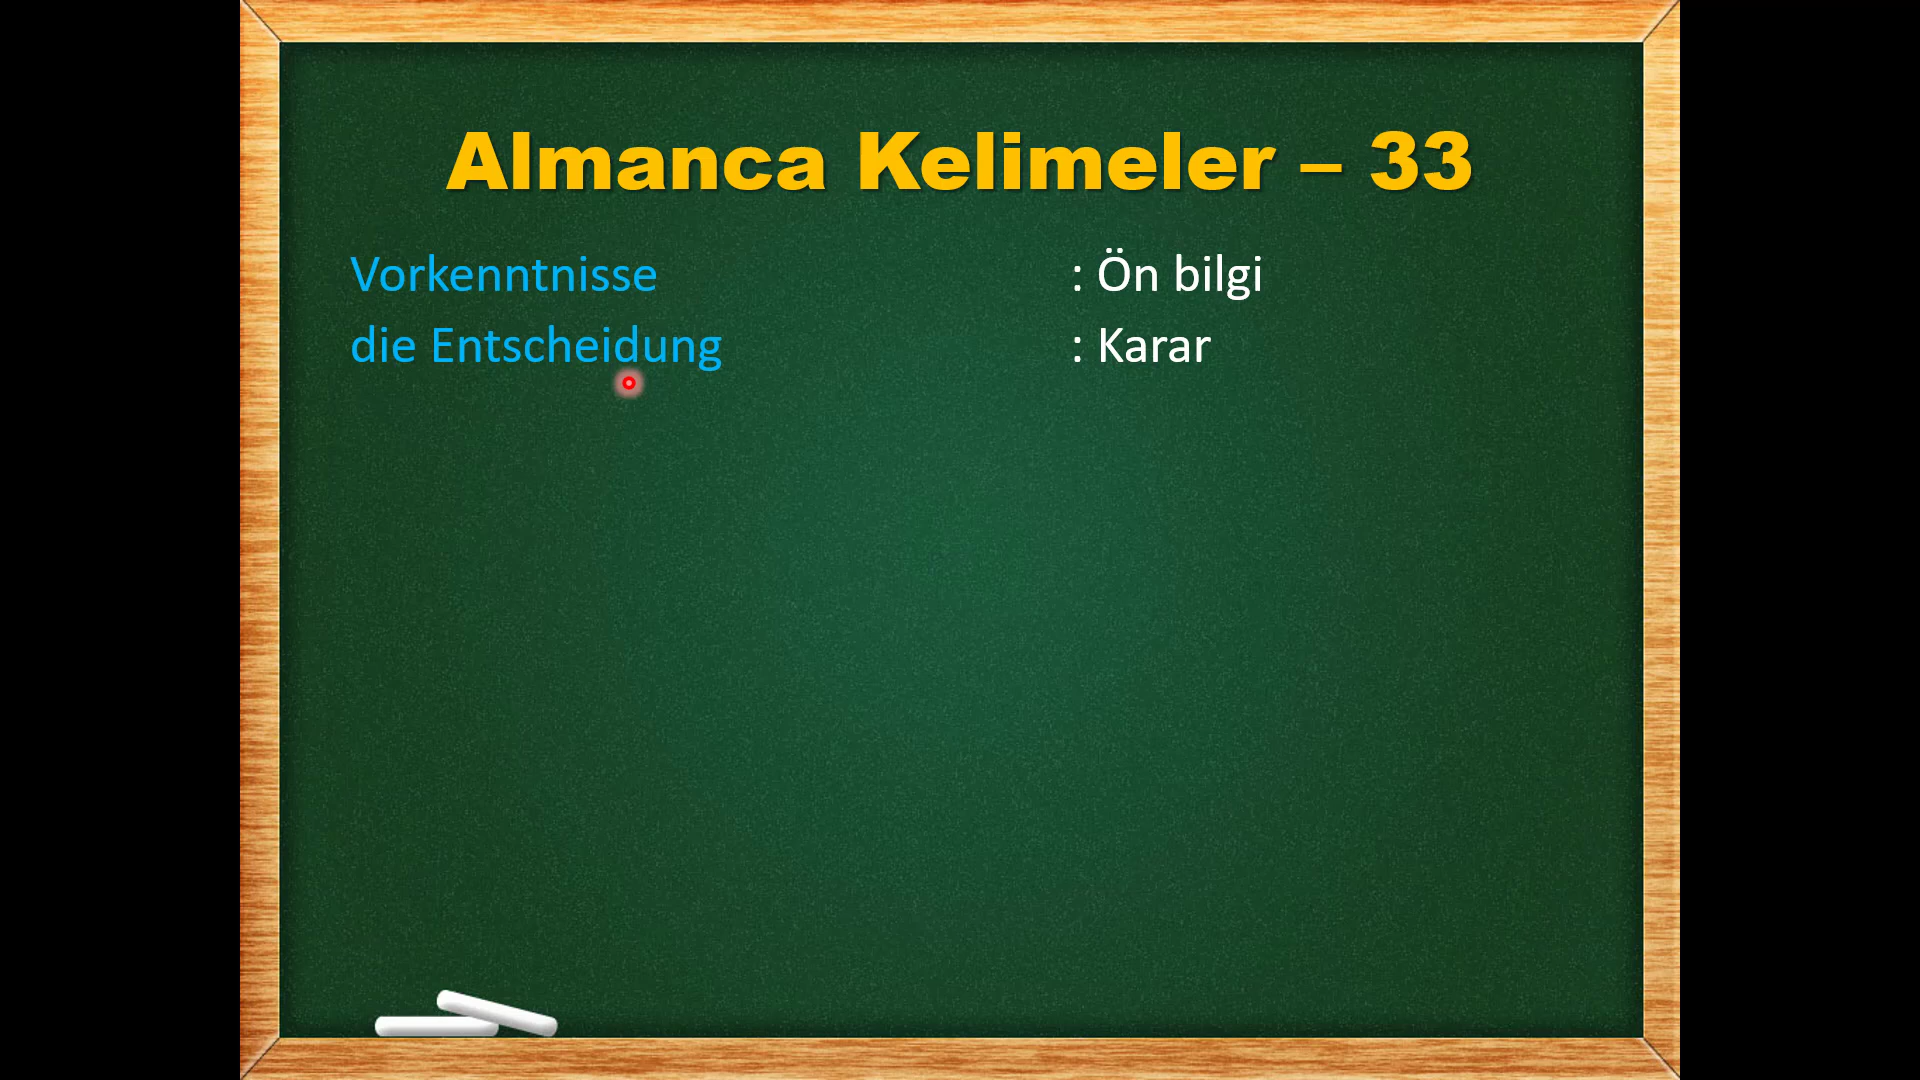 Almanca Kelimeler – 33
Vorkenntnisse : Ön bilgi
die Entscheidung : Karar